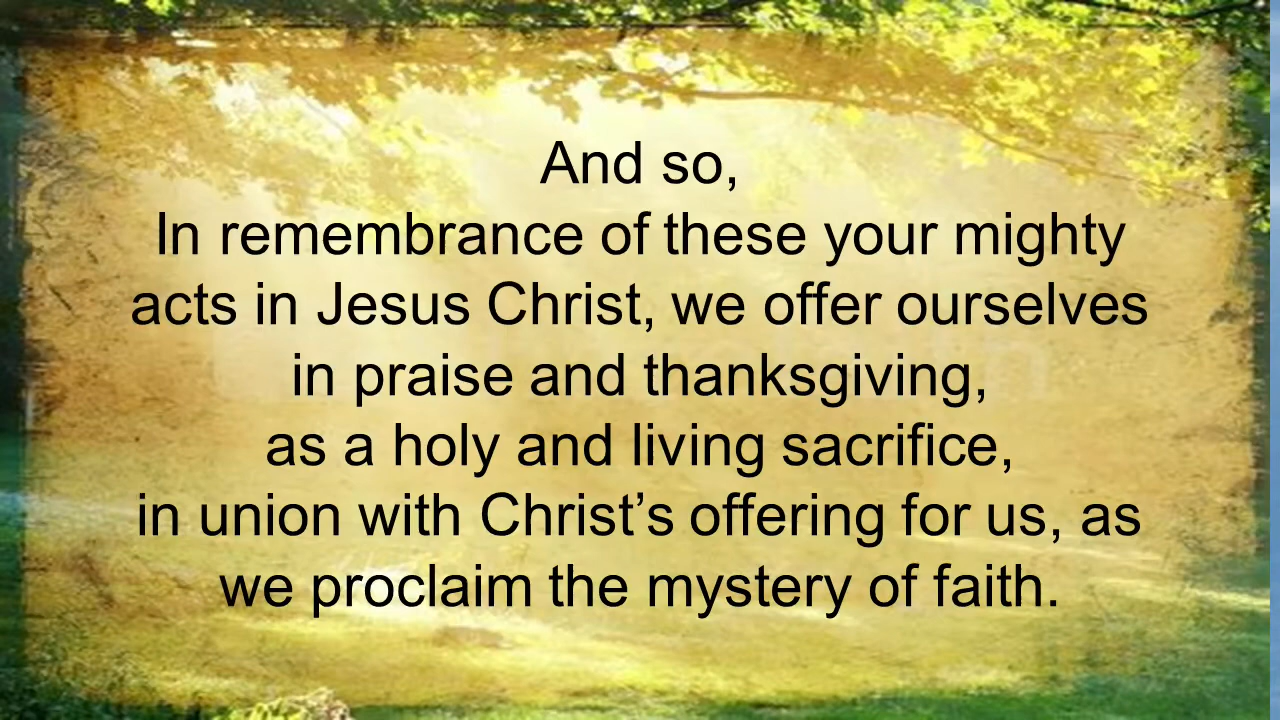 And so,
In remembrance of these your mighty
acts in Jesus Christ, we offer ourselves
in praise and thanksgiving,
as a holy and living sacrifice,
in union with Christ’s offering for us, as
we proclaim the mystery of faith.